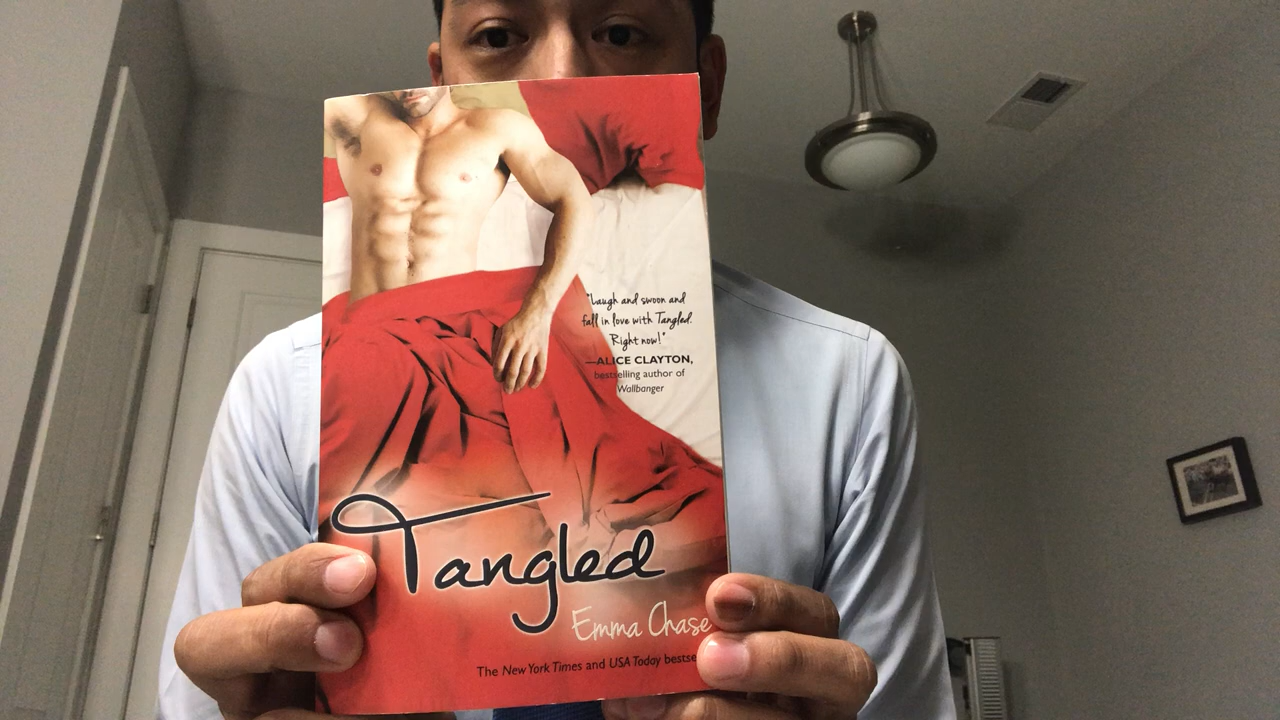 "Laugh and swoon and
fall in love with Tangled.
Right now!"
—ALICE CLAYTON,
bestselling author of
Wallbanger
Tangled
Emma Chase
The New York Times and USA Today bestse